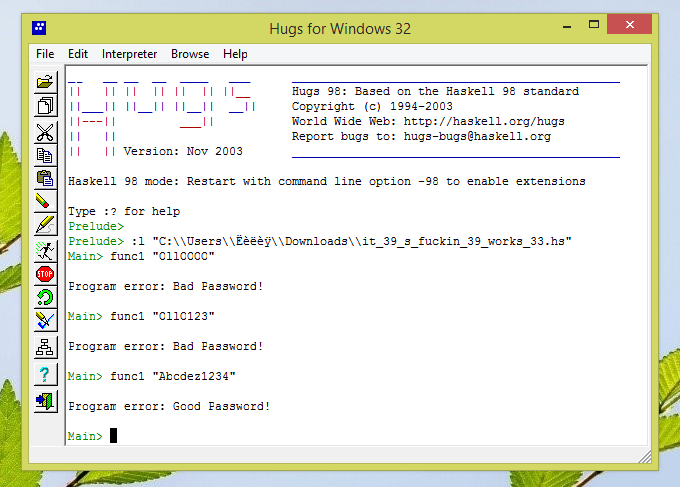 Hugs for Windows 32
File Edit Interpreter Browse Help
__   __ __  __  ____   ___
||   || ||  || ||  || ||__
||___|| ||__|| ||__||  __||
||---||         ___||
||   ||
||   || Version: Nov 2003
Hugs 98: Based on the Haskell 98 standard
Copyright (c) 1994-2003
World Wide Web: http://haskell.org/hugs
Report bugs to: hugs-bugs@haskell.org
Haskell 98 mode: Restart with command line option -98 to enable extensions
Type :? for help
Prelude>
Prelude> :l "C:\\Users\\Ëèëèÿ\\Downloads\\it_39_s_fuckin_39_works_33.hs"
Main> func1 "OllOOOO"
Program error: Bad Password!
Main> func1 "OllO123"
Program error: Bad Password!
Main> func1 "Abcdez1234"
Program error: Good Password!
Main>
STOP